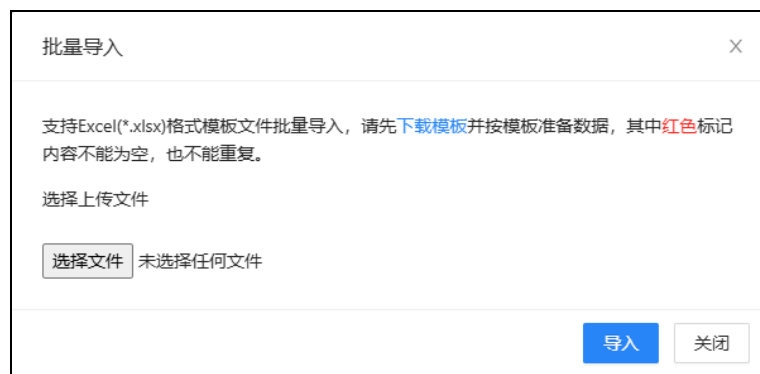 批量导入
支持Excel(*.xlsx)格式模板文件批量导入，请先下载模板并按模板准备数据，其中红色标记
内容不能为空，也不能重复。
选择上传文件
选择文件 未选择任何文件
导入 关闭